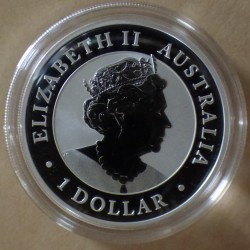 ELIZABETH II AUSTRALIA
• 1 DOLLAR •